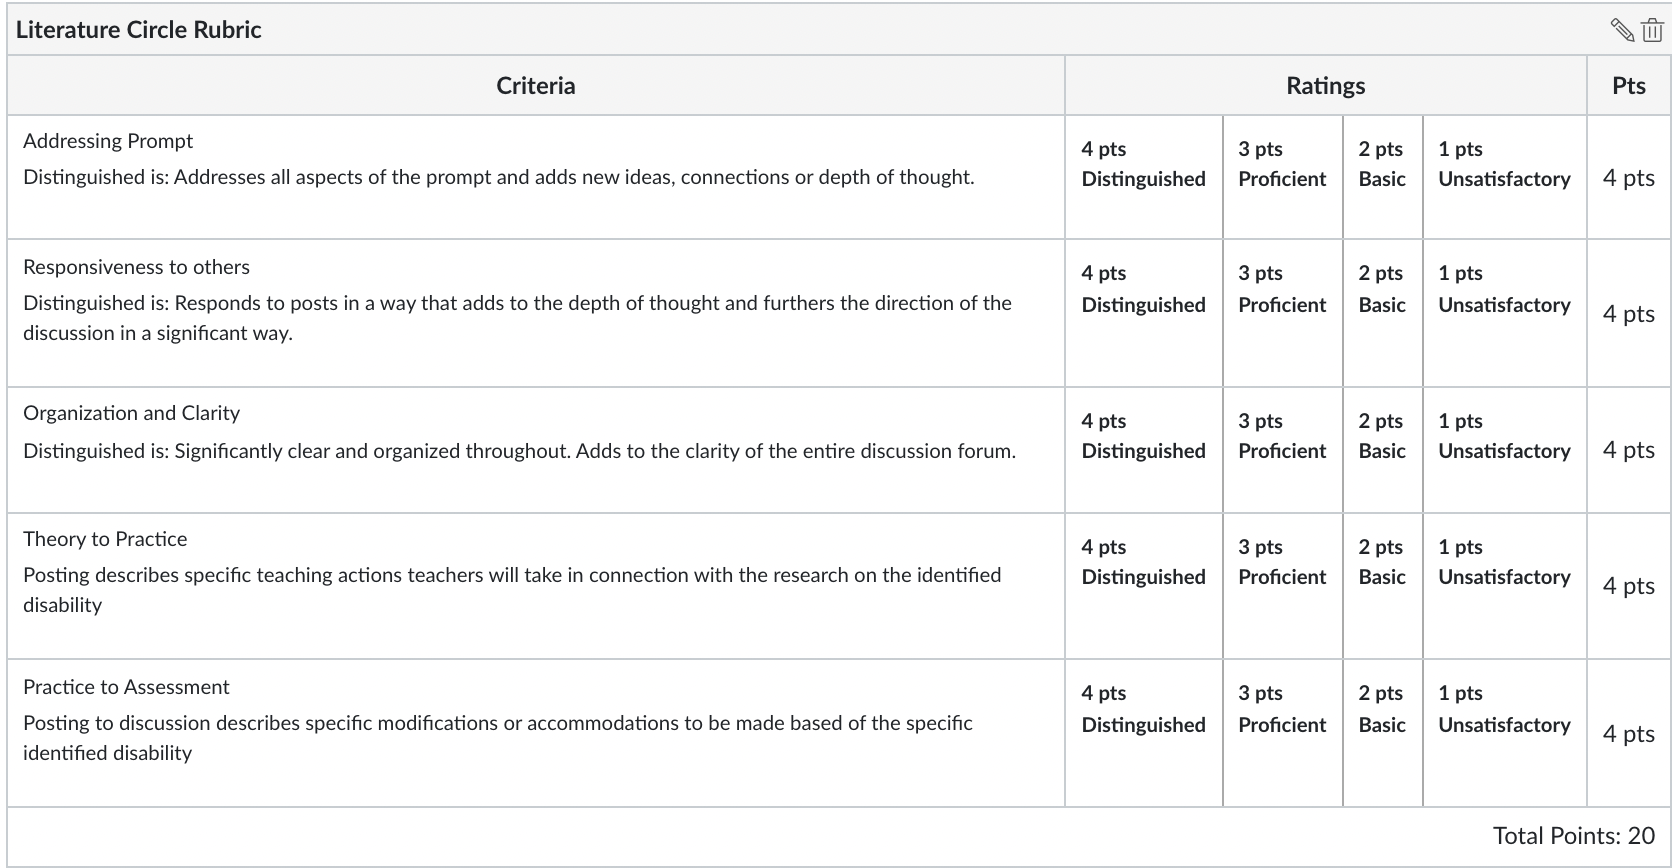 Literature Circle Rubric
Criteria Ratings Pts
Addressing Prompt
Distinguished is: Addresses all aspects of the prompt and adds new ideas, connections or depth of thought.
4 pts
Distinguished
3 pts
Proficient
2 pts
Basic
1 pts
Unsatisfactory
4 pts
Responsiveness to others
Distinguished is: Responds to posts in a way that adds to the depth of thought and furthers the direction of the
discussion in a significant way.
4 pts
Distinguished
3 pts
Proficient
2 pts
Basic
1 pts
Unsatisfactory
4 pts
Organization and Clarity
Distinguished is: Significantly clear and organized throughout. Adds to the clarity of the entire discussion forum.
4 pts
Distinguished
3 pts
Proficient
2 pts
Basic
1 pts
Unsatisfactory
4 pts
Theory to Practice
Posting describes specific teaching actions teachers will take in connection with the research on the identified
disability
4 pts
Distinguished
3 pts
Proficient
2 pts
Basic
1 pts
Unsatisfactory
4 pts
Practice to Assessment
Posting to discussion describes specific modifications or accommodations to be made based of the specific
identified disability
4 pts
Distinguished
3 pts
Proficient
2 pts
Basic
1 pts
Unsatisfactory
4 pts
Total Points: 20